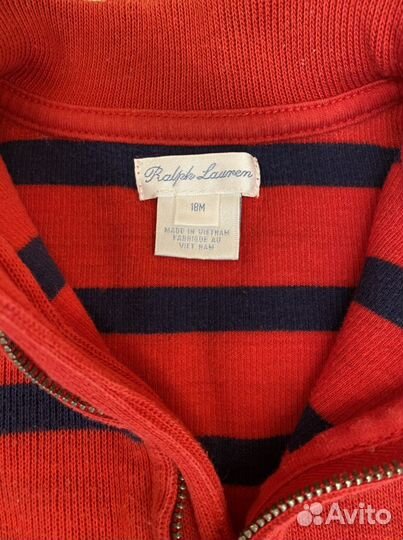 Ralph Lauren
18M
MADE IN VIETNAM
FABRIQUÉ AU
VIET NAM
Avito